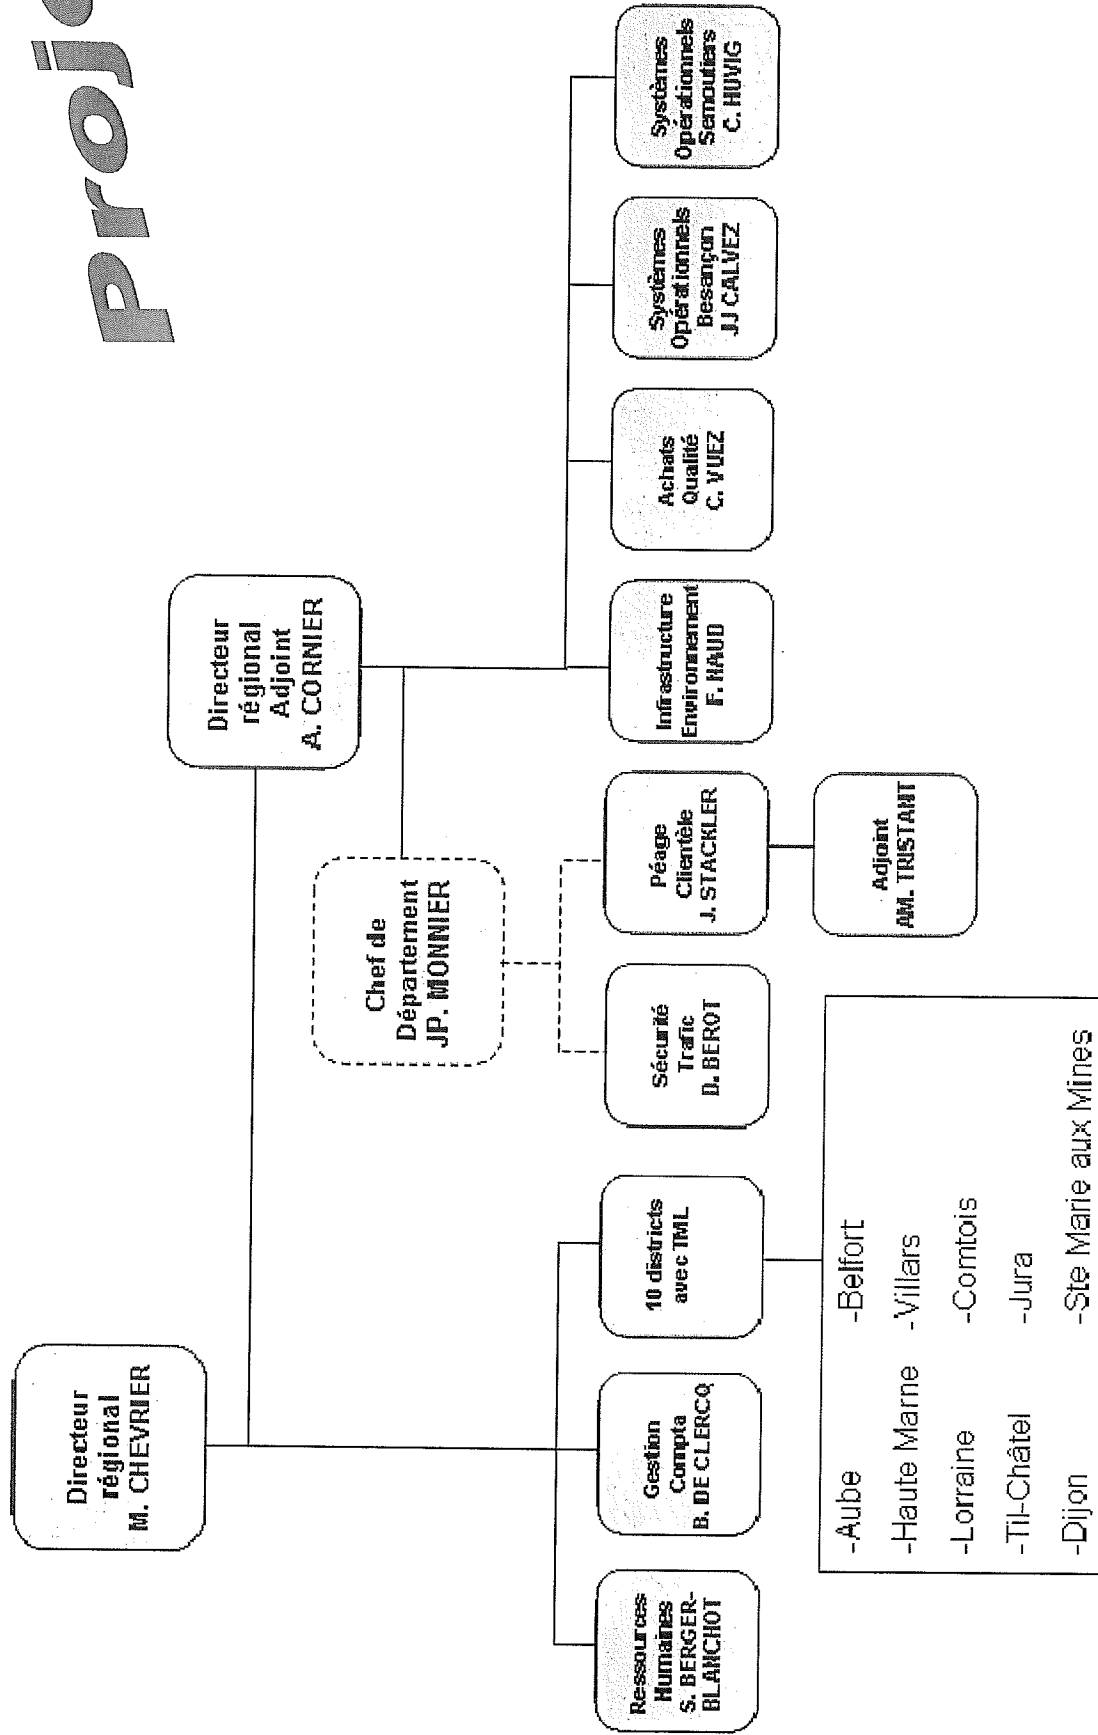 Proj
Directeur
régional
M. CHEVRIER
Directeur
régional
Adjoint
A. CORNIER
Chef de
Département
JP. MONNIER
Ressources
Humaines
S. BERGER-
BLANCHOT
Gestion
Compta
B. DE CLERCQ
10 districts
avec TML
Sécurité
Trafic
D. BEROT
Péage
Clientèle
J. STACKLER
Infrastructure
Environnement
F. HAUD
Achats
Qualité
C. VUEZ
Systèmes
Opérationnels
Besançon
JJ CALVEZ
Systèmes
Opérationnels
Semoutiers
C. HUVIG
Adjoint
AM. TRISTANT
-Aube -Belfort
-Haute Marne -Villars
-Lorraine -Comtois
-Til-Châtel -Jura
-Dijon -Ste Marie aux Mines